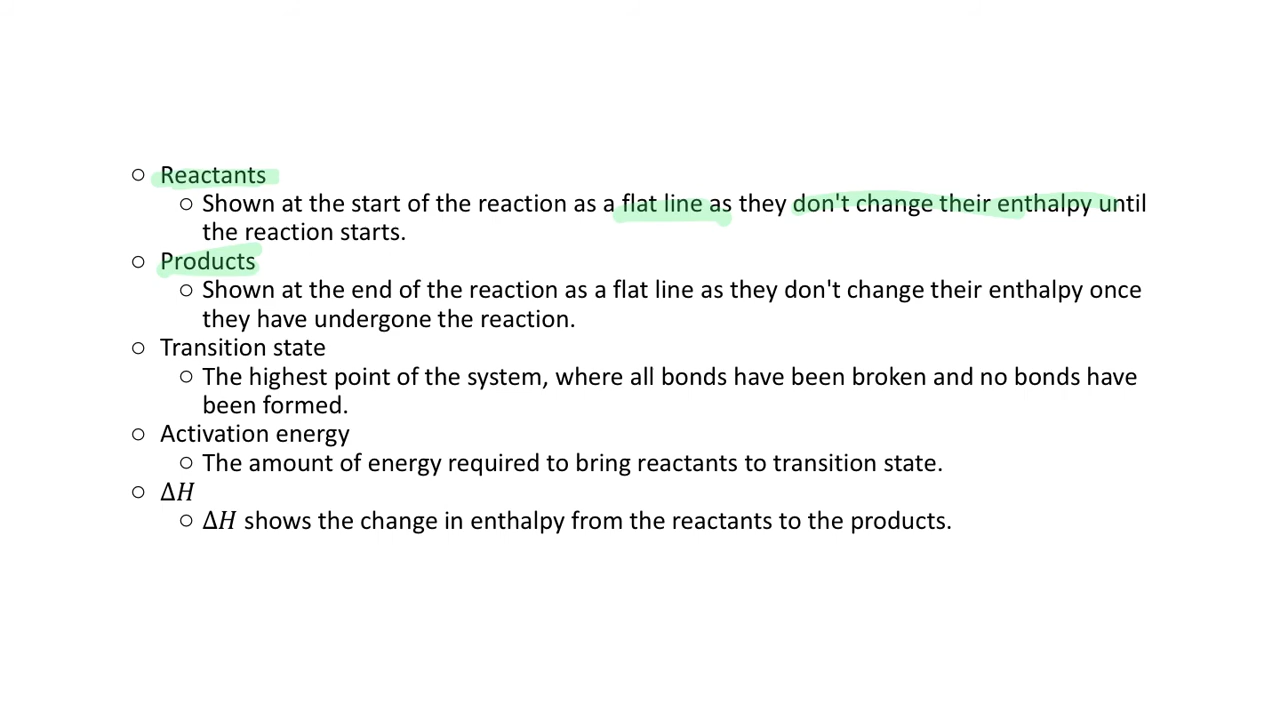 ○ Reactants
○ Shown at the start of the reaction as a flat line as they don't change their enthalpy until
the reaction starts.
○ Products
○ Shown at the end of the reaction as a flat line as they don't change their enthalpy once
they have undergone the reaction.
○ Transition state
○ The highest point of the system, where all bonds have been broken and no bonds have
been formed.
○ Activation energy
○ The amount of energy required to bring reactants to transition state.
○ Δ𝐻
○ Δ𝐻 shows the change in enthalpy from the reactants to the products.